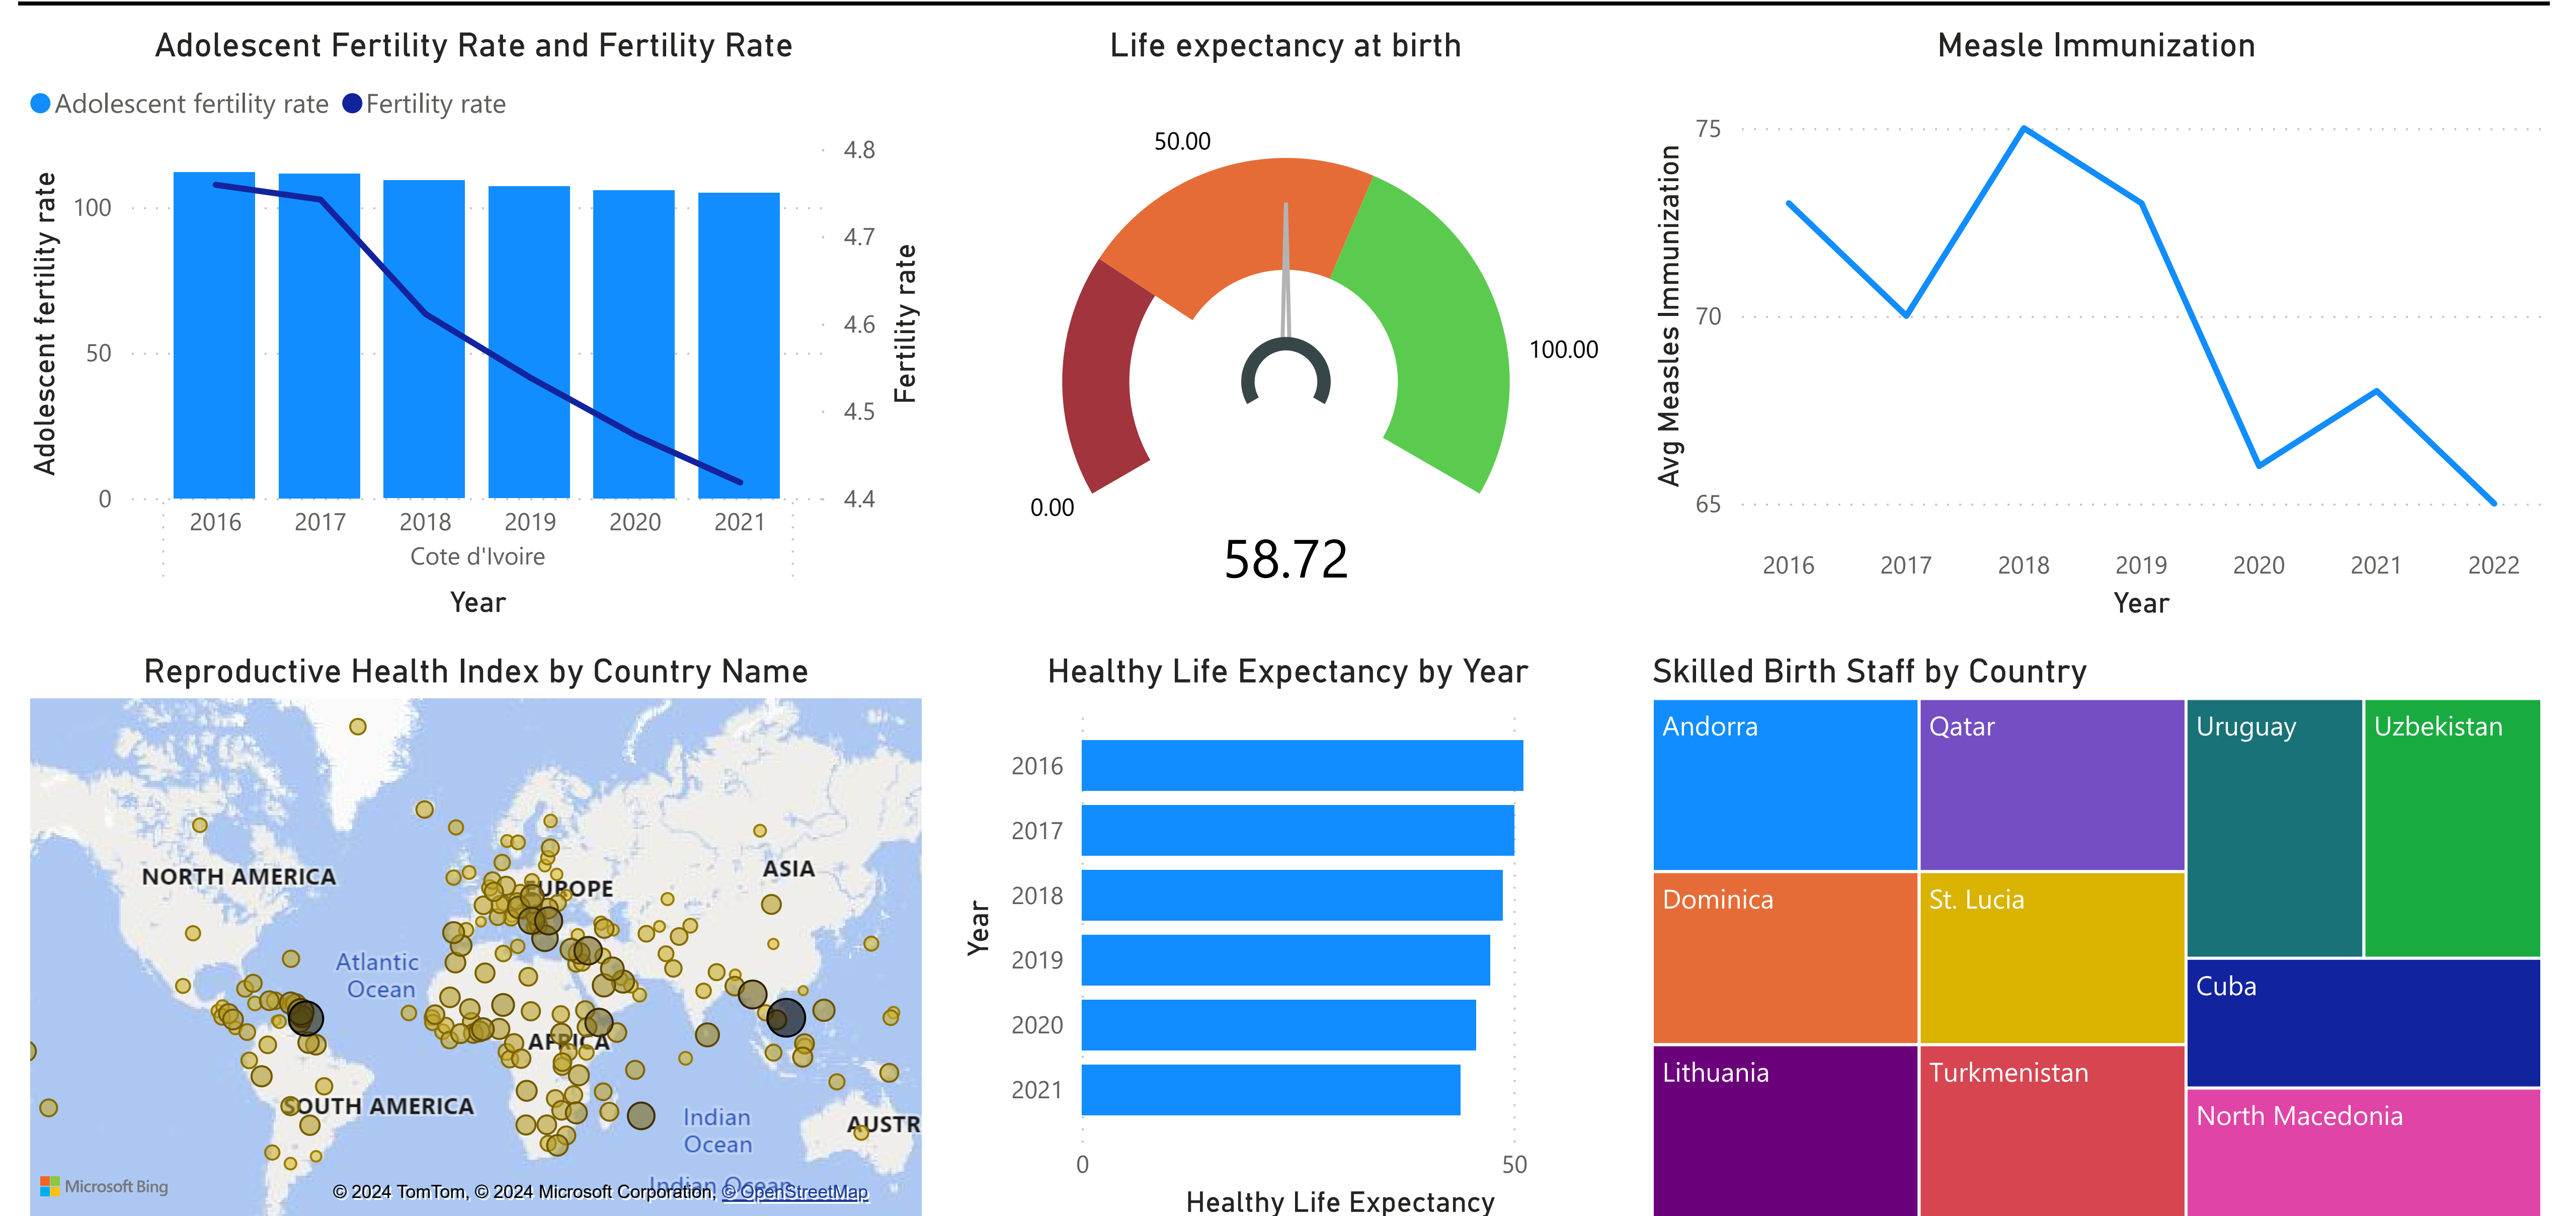 Adolescent Fertility Rate and Fertility Rate
Adolescent fertility rate Fertility rate
Adolescent fertility rate
100
50
0
4.8
4.7
4.6
4.5
4.4
Fertility rate
2016 2017 2018 2019 2020 2021
Cote d'Ivoire
Year
Life expectancy at birth
50.00
100.00
0.00
58.72
Measle Immunization
Avg Measles Immunization
75
70
65
2016 2017 2018 2019 2020 2021 2022
Year
Reproductive Health Index by Country Name
NORTH AMERICA
UROPE
ASIA
Atlantic
Ocean
AFRICA
SOUTH AMERICA
Indian
Ocean
AUSTR
Indian Ocean
Microsoft Bing
© 2024 TomTom, © 2024 Microsoft Corporation, © OpenStreetMap
Healthy Life Expectancy by Year
Year
2016
2017
2018
2019
2020
2021
0 50
Healthy Life Expectancy
Skilled Birth Staff by Country
Andorra Qatar Uruguay Uzbekistan
Dominica St. Lucia
Cuba
Lithuania Turkmenistan
North Macedonia